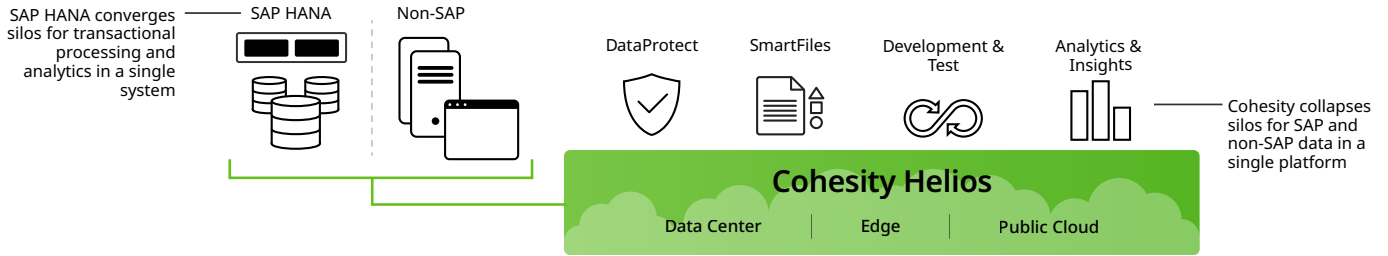 SAP HANA converges
silos for transactional
processing and
analytics in a single
system
SAP HANA
Non-SAP
DataProtect
SmartFiles
Development &
Test
Analytics &
Insights
Cohesity collapses
silos for SAP and
non-SAP data in a
single platform
Cohesity Helios
Data Center
Edge
Public Cloud